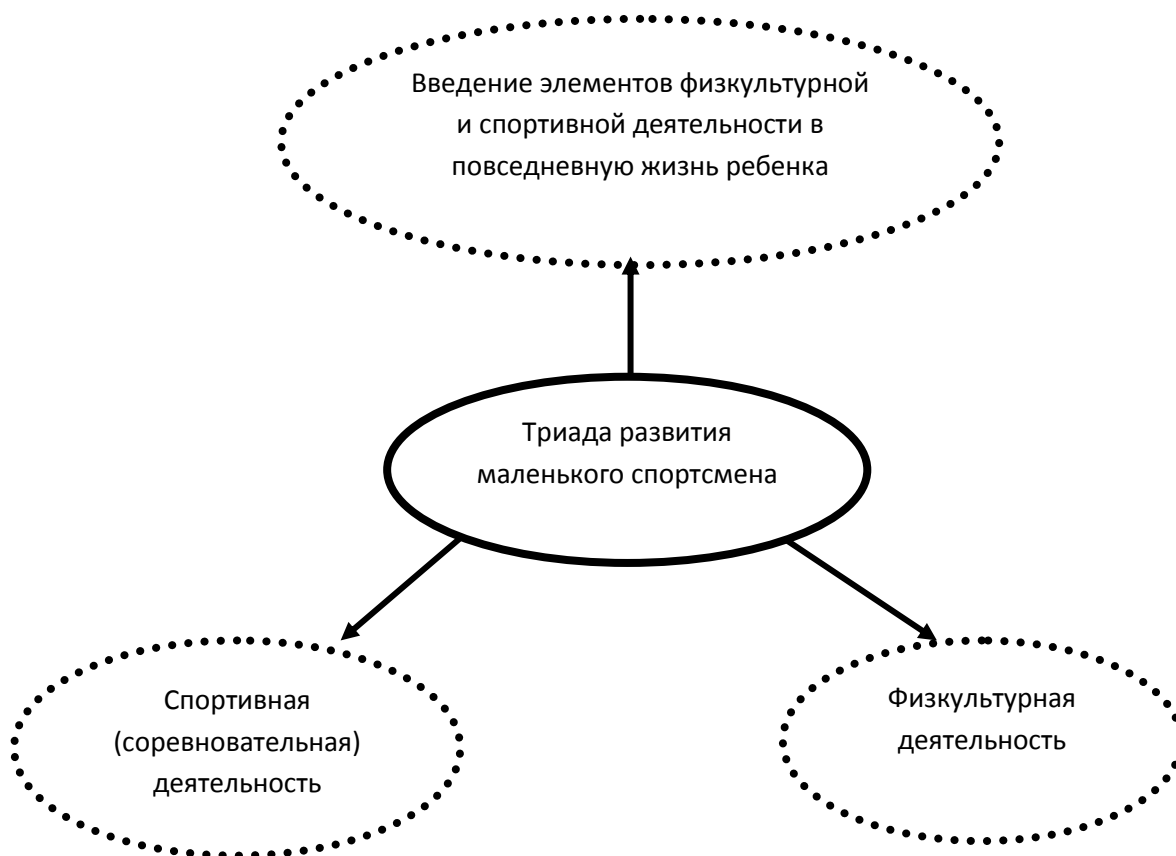 Введение элементов физкультурной
и спортивной деятельности в
повседневную жизнь ребенка
Триада развития
маленького спортсмена
Спортивная
(соревновательная)
деятельность
Физкультурная
деятельность